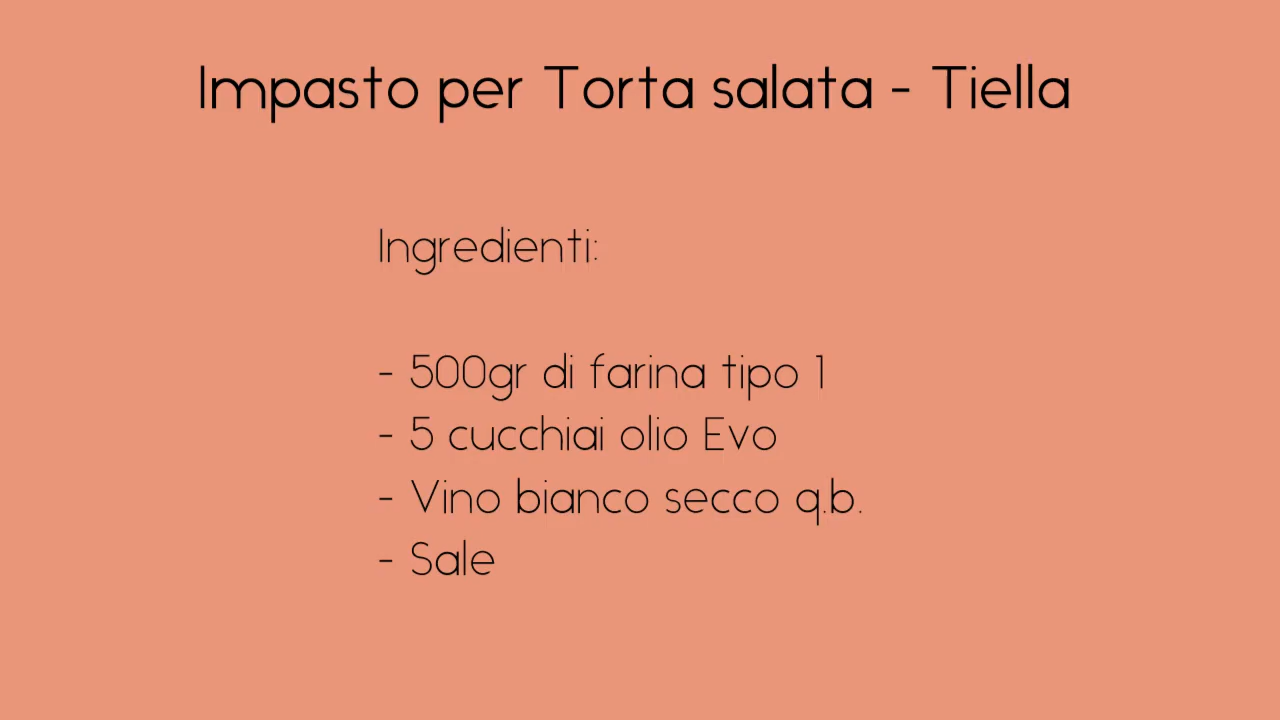 Impasto per Torta salata - Tiella
Ingredienti:
- 500gr di farina tipo 1
- 5 cucchiai olio Evo
- Vino bianco secco q.b.
- Sale